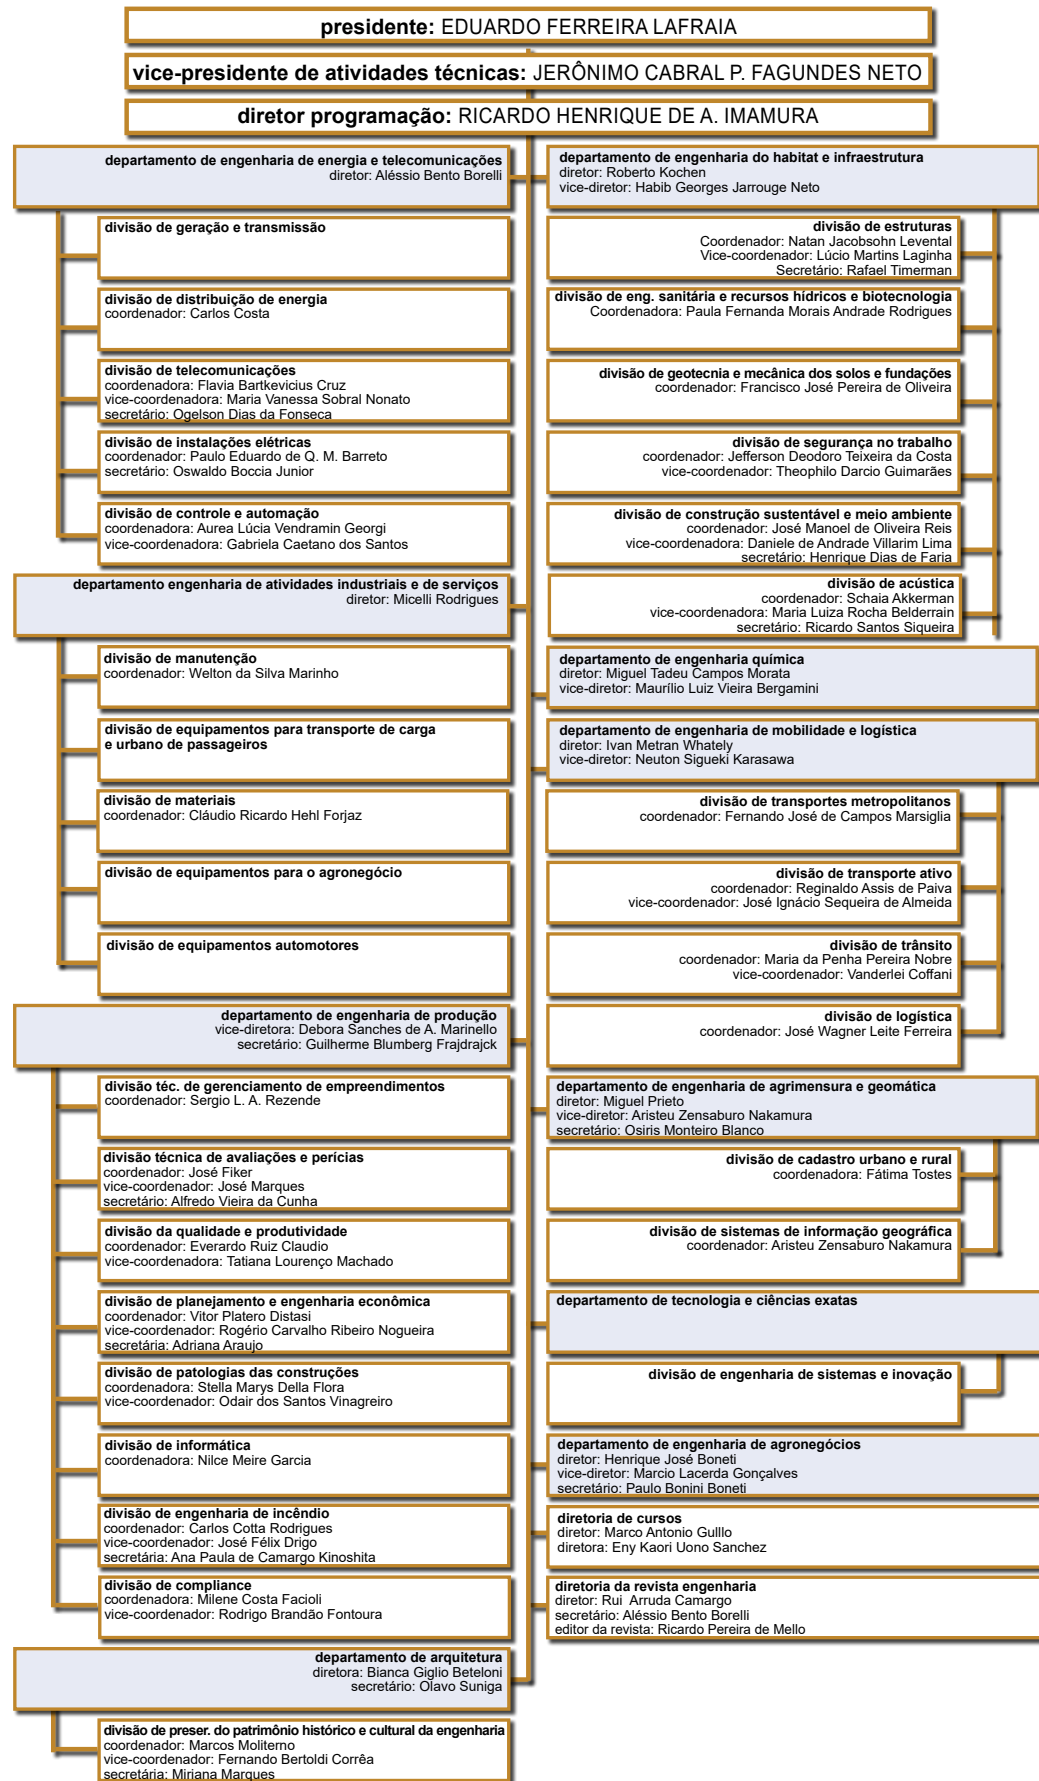 presidente: EDUARDO FERREIRA LAFRAIA
vice-presidente de atividades técnicas: JERÔNIMO CABRAL P. FAGUNDES NETO
diretor programação: RICARDO HENRIQUE DE A. IMAMURA
departamento de engenharia de energia e telecomunicações
diretor: Aléssio Bento Borelli
divisão de geração e transmissão
divisão de distribuição de energia
coordenador: Carlos Costa
divisão de telecomunicações
coordenadora: Flavia Bartkevicius Cruz
vice-coordenadora: Maria Vanessa Sobral Nonato
secretário: Ogelson Dias da Fonseca
divisão de instalações elétricas
coordenador: Paulo Eduardo de Q. M. Barreto
secretário: Oswaldo Boccia Junior
divisão de controle e automação
coordenadora: Aurea Lúcia Vendramin Georgi
vice-coordenadora: Gabriela Caetano dos Santos
departamento engenharia de atividades industriais e de serviços
diretor: Micelli Rodrigues
divisão de manutenção
coordenador: Welton da Silva Marinho
divisão de equipamentos para transporte de carga
e urbano de passageiros
divisão de materiais
coordenador: Cláudio Ricardo Hehl Forjaz
divisão de equipamentos para o agronegócio
divisão de equipamentos automotores
departamento de engenharia de produção
vice-diretora: Debora Sanches de A. Marinello
secretário: Guilherme Blumberg Frajdrajck
divisão téc. de gerenciamento de empreendimentos
coordenador: Sergio L. A. Rezende
divisão técnica de avaliações e perícias
coordenador: José Fiker
vice-coordenador: José Marques
secretário: Alfredo Vieira da Cunha
divisão da qualidade e produtividade
coordenador: Everardo Ruiz Claudio
vice-coordenadora: Tatiana Lourenço Machado
divisão de planejamento e engenharia econômica
coordenador: Vitor Platero Distasi
vice-coordenador: Rogério Carvalho Ribeiro Nogueira
secretária: Adriana Araujo
divisão de patologias das construções
coordenadora: Stella Marys Della Flora
vice-coordenador: Odair dos Santos Vinagreiro
divisão de informática
coordenadora: Nilce Meire Garcia
divisão de engenharia de incêndio
coordenador: Carlos Cotta Rodrigues
vice-coordenador: José Félix Drigo
secretária: Ana Paula de Camargo Kinoshita
divisão de compliance
coordenadora: Milene Costa Facioli
vice-coordenador: Rodrigo Brandão Fontoura
departamento de arquitetura
diretora: Bianca Giglio Beteloni
secretário: Olavo Suniga
divisão de preser. do patrimônio histórico e cultural da engenharia
coordenador: Marcos Moliterno
vice-coordenador: Fernando Bertoldi Corrêa
secretária: Miriana Marques
departamento de engenharia do habitat e infraestrutura
diretor: Roberto Kochen
vice-diretor: Habib Georges Jarrouge Neto
divisão de estruturas
Coordenador: Natan Jacobsohn Levental
Vice-coordenador: Lúcio Martins Laginha
Secretário: Rafael Timerman
divisão de eng. sanitária e recursos hídricos e biotecnologia
Coordenadora: Paula Fernanda Morais Andrade Rodrigues
divisão de geotecnia e mecânica dos solos e fundações
coordenador: Francisco José Pereira de Oliveira
divisão de segurança no trabalho
coordenador: Jefferson Deodoro Teixeira da Costa
vice-coordenador: Theophilo Darcio Guimarães
divisão de construção sustentável e meio ambiente
coordenador: José Manoel de Oliveira Reis
vice-coordenadora: Daniele de Andrade Villarim Lima
secretário: Henrique Dias de Faria
divisão de acústica
coordenador: Schaia Akkerman
vice-coordenadora: Maria Luiza Rocha Belderrain
secretário: Ricardo Santos Siqueira
departamento de engenharia química
diretor: Miguel Tadeu Campos Morata
vice-diretor: Maurílio Luiz Vieira Bergamini
departamento de engenharia de mobilidade e logística
diretor: Ivan Metran Whately
vice-diretor: Neuton Sigueki Karasawa
divisão de transportes metropolitanos
coordenador: Fernando José de Campos Marsiglia
divisão de transporte ativo
coordenador: Reginaldo Assis de Paiva
vice-coordenador: José Ignácio Sequeira de Almeida
divisão de trânsito
coordenador: Maria da Penha Pereira Nobre
vice-coordenador: Vanderlei Coffani
divisão de logística
coordenador: José Wagner Leite Ferreira
departamento de engenharia de agrimensura e geomática
diretor: Miguel Prieto
vice-diretor: Aristeu Zensaburo Nakamura
secretário: Osiris Monteiro Blanco
divisão de cadastro urbano e rural
coordenadora: Fátima Tostes
divisão de sistemas de informação geográfica
coordenador: Aristeu Zensaburo Nakamura
departamento de tecnologia e ciências exatas
divisão de engenharia de sistemas e inovação
departamento de engenharia de agronegócios
diretor: Henrique José Boneti
vice-diretor: Marcio Lacerda Gonçalves
secretário: Paulo Bonini Boneti
diretoria de cursos
diretor: Marco Antonio Gulllo
diretora: Eny Kaori Uono Sanchez
diretoria da revista engenharia
diretor: Rui Arruda Camargo
secretário: Aléssio Bento Borelli
editor da revista: Ricardo Pereira de Mello